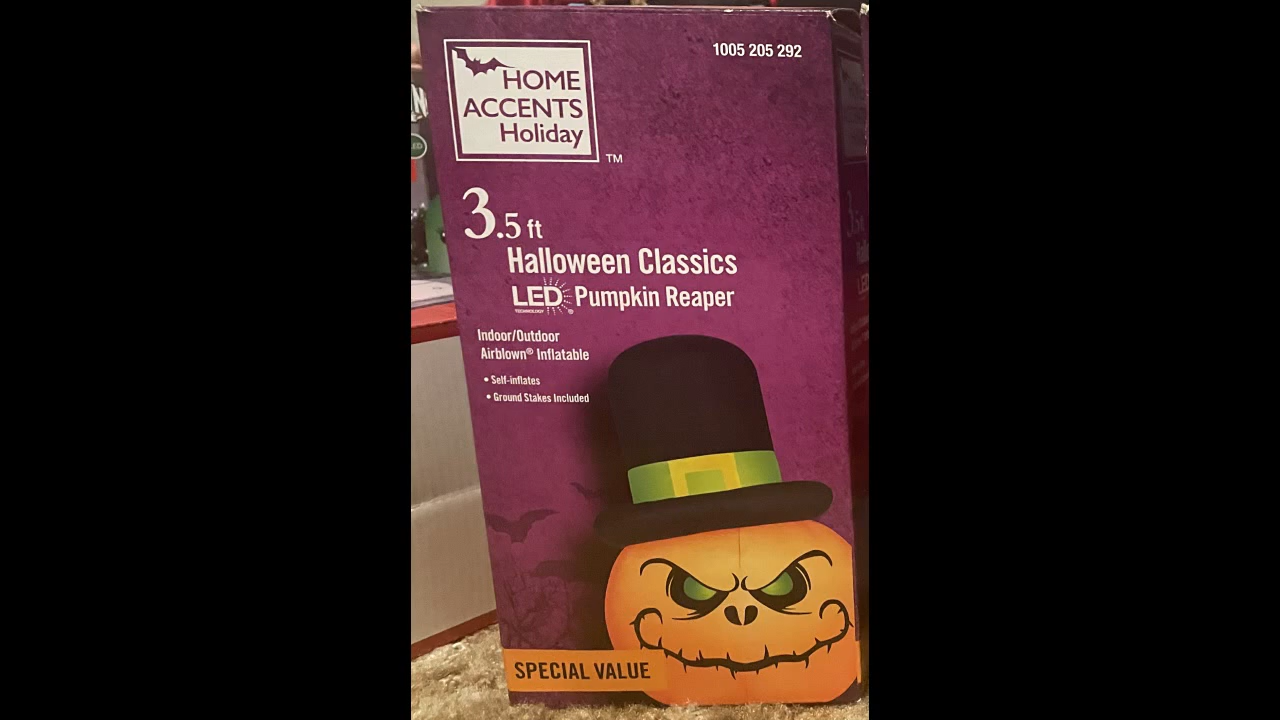 1005 205 292
HOME
ACCENTS
Holiday
TM
3.5 ft
Halloween Classics
LED Pumpkin Reaper
TECHNOLOGY ®
Indoor/Outdoor
Airblown® Inflatable
• Self-inflates
• Ground Stakes Included
SPECIAL VALUE